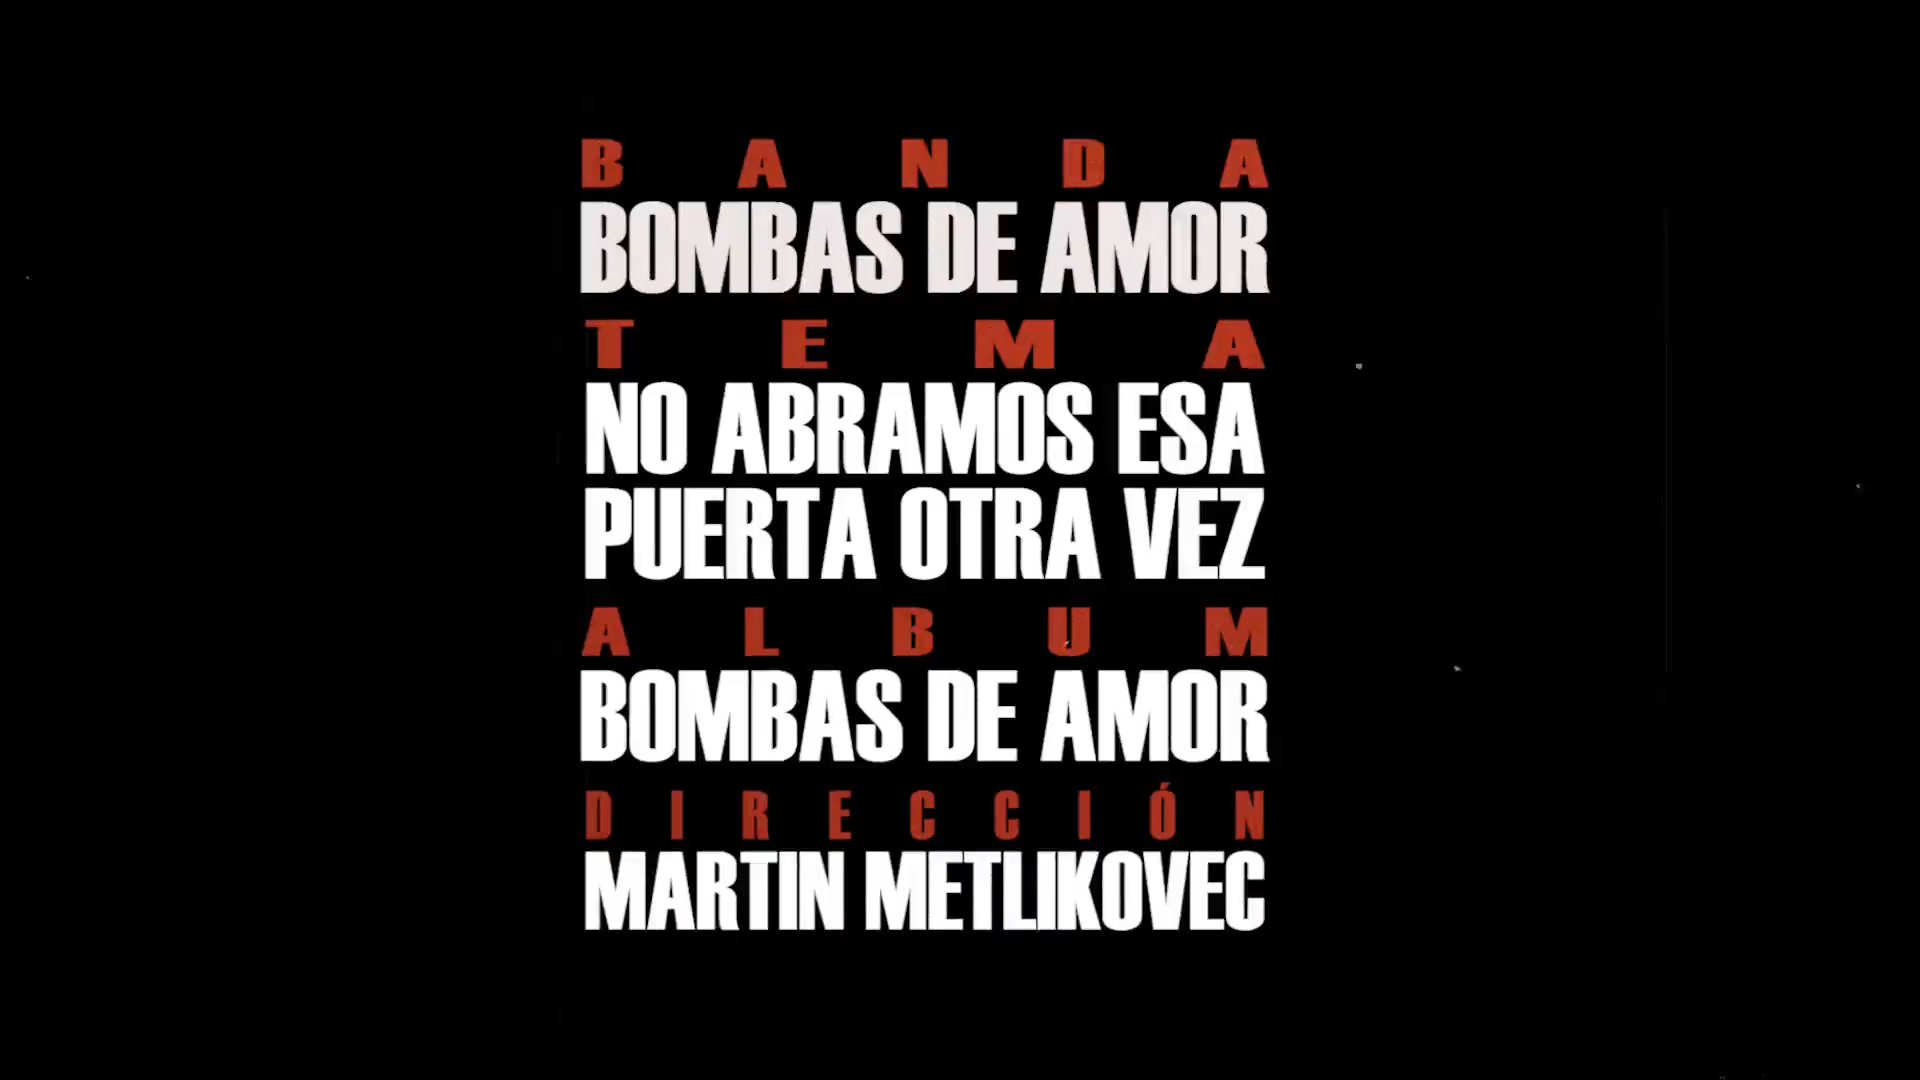 BANDA
BOMBAS DE AMOR
TEMA
NO ABRAMOS ESA
PUERTA OTRA VEZ
ALBUM
BOMBAS DE AMOR
DIRECCIÓN
MARTIN METLIKOVEC